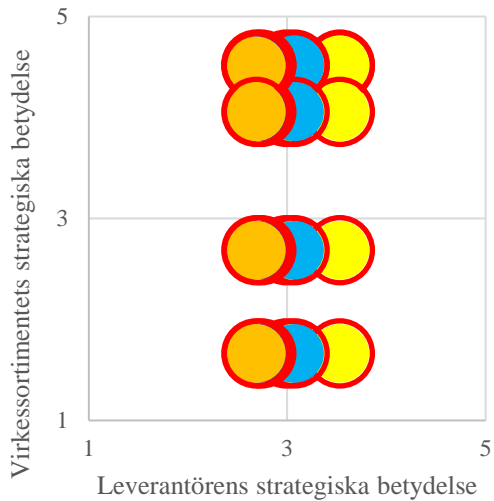 Virkessortimentets strategiska betydelse
5
3
1
1 3 5
Leverantörens strategiska betydelse